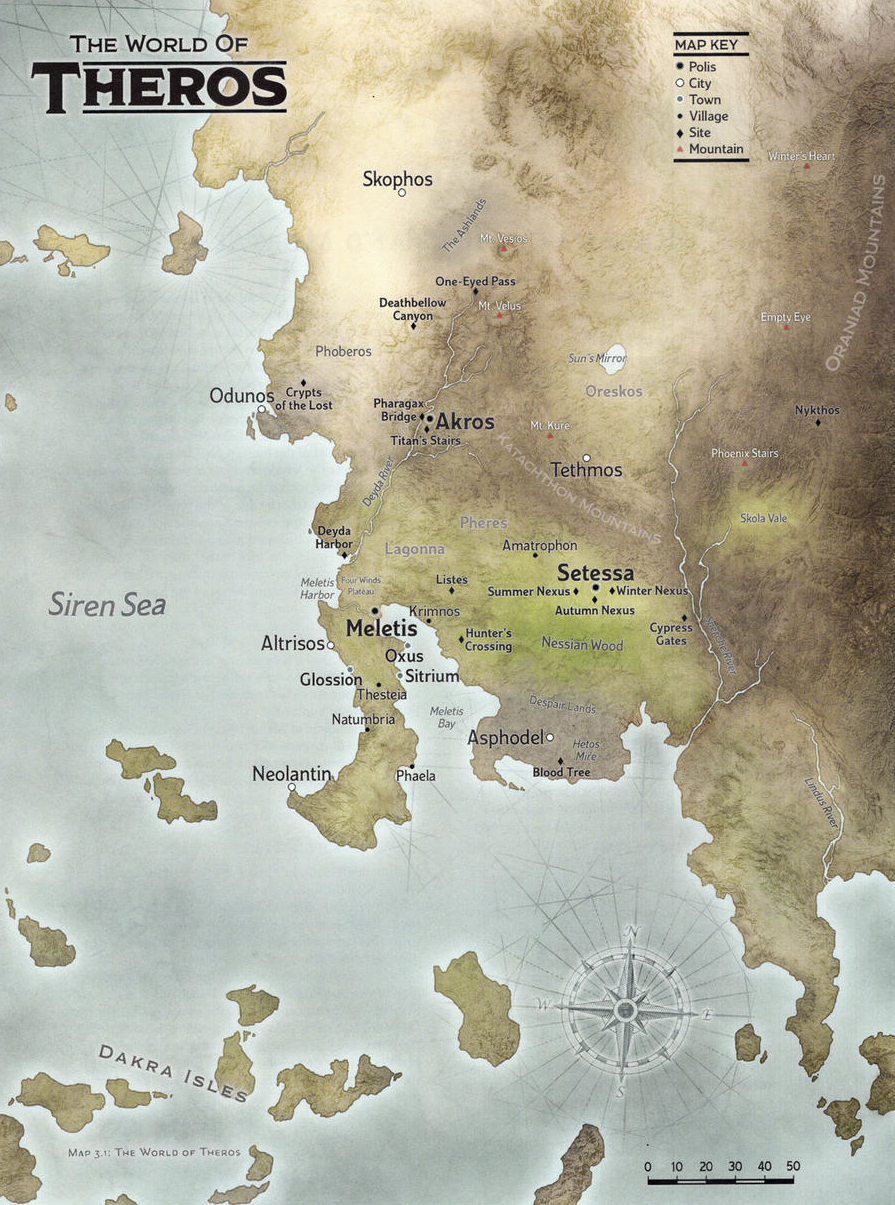 THE WORLD OF
THEROS
MAP KEY
Polis
City
Town
Village
Site
Mountain
Winter's Heart
Skophos
ORANIAD MOUNTAINS
The Ashlands
Mt. Vesios
One-Eyed Pass
Deathbellow
Canyon
Mt. Velus
Empty Eye
Phoberos
Sun's Mirror
Oreskos
Odunos
Crypts
of the Lost
Pharagax
Bridge
Akros
Nykthos
Titan's Stairs
Mt. Kure
Phoenix Stairs
KATACHTHON MOUNTAINS
Tethmos
Deyda River
Skola Vale
Pheres
Deyda
Harbor
Lagonna
Amatrophon
Setessa
Meletis
Harbor
Four Winds
Plateau
Listes
Summer Nexus
Winter Nexus
Siren Sea
Krimnos
Autumn Nexus
Meletis
Cypress
Gates
Altrisos
Hunter's
Crossing
Nessian Wood
Oxus
Glossion
Sitrium
Thesteia
Despair Lands
Natumbria
Meletis
Bay
Asphodel
Hetos
Mire
Neolantin
Phaela
Blood Tree
Lindus River
N
W
E
S
DAKRA ISLES
MAP 3.1: THE WORLD OF THEROS
0 10 20 30 40 50